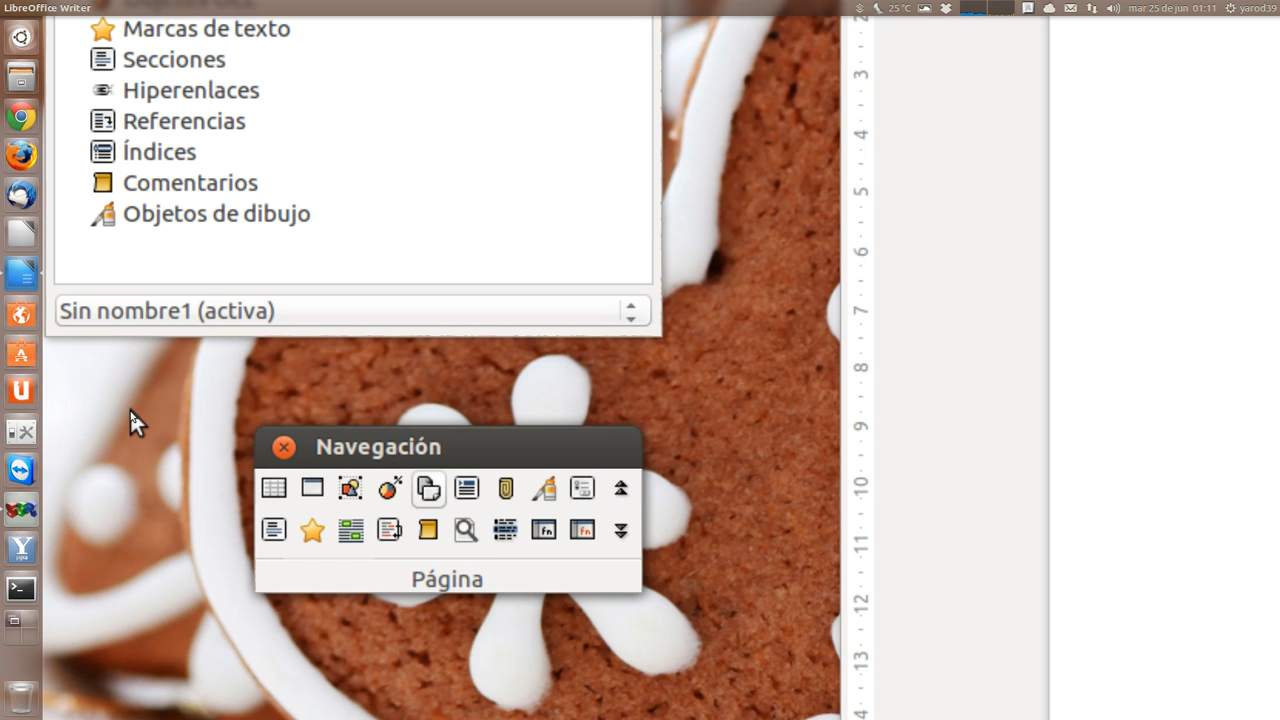 LibreOffice Writer
25 °C
mar 25 de jun 01:11
yarod39
Marcas de texto
Secciones
Hiperenlaces
Referencias
Índices
Comentarios
Objetos de dibujo
Sin nombre1 (activa)
Navegación
Página
3
4
5
6
7
8
9
10
11
12
13